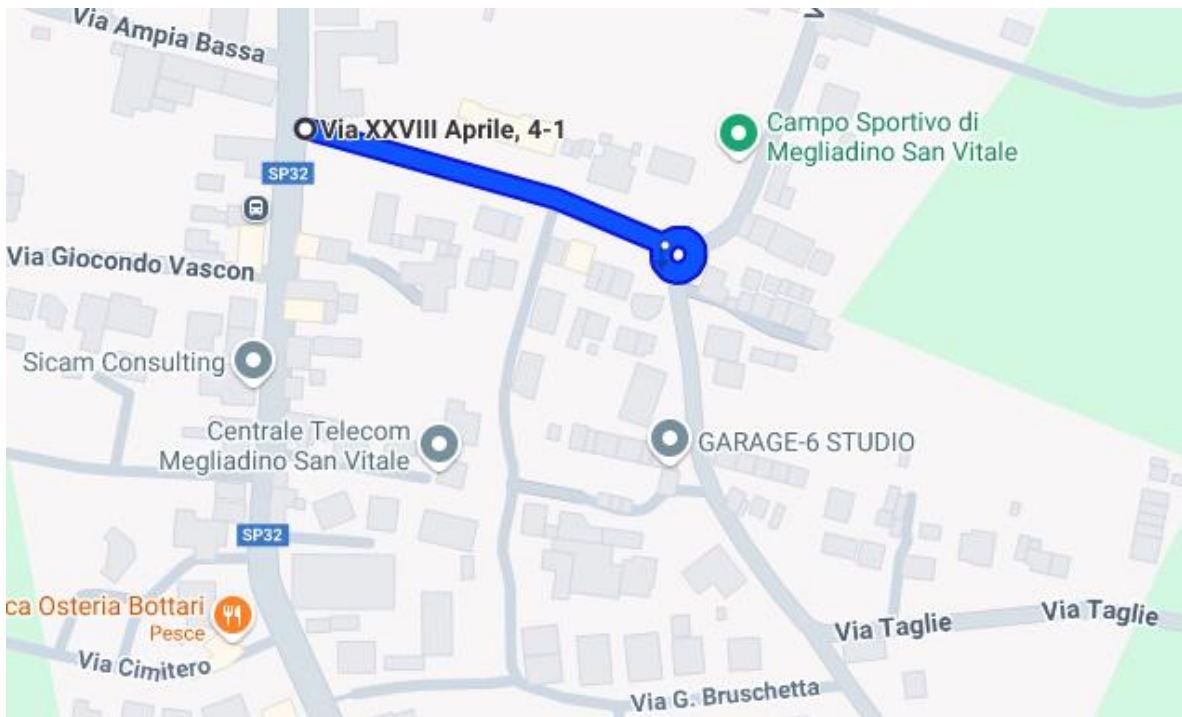 Via Ampia Bassa
Via XXVIII Aprile, 4-1
Campo Sportivo di
Megliadino San Vitale
SP32
Via Giocondo Vascon
Sicam Consulting
Centrale Telecom
Megliadino San Vitale
GARAGE-6 STUDIO
SP32
ca Osteria Bottari
Pesce
Via Taglie
Via Taglie
Via Cimitero
Via G. Bruschetta